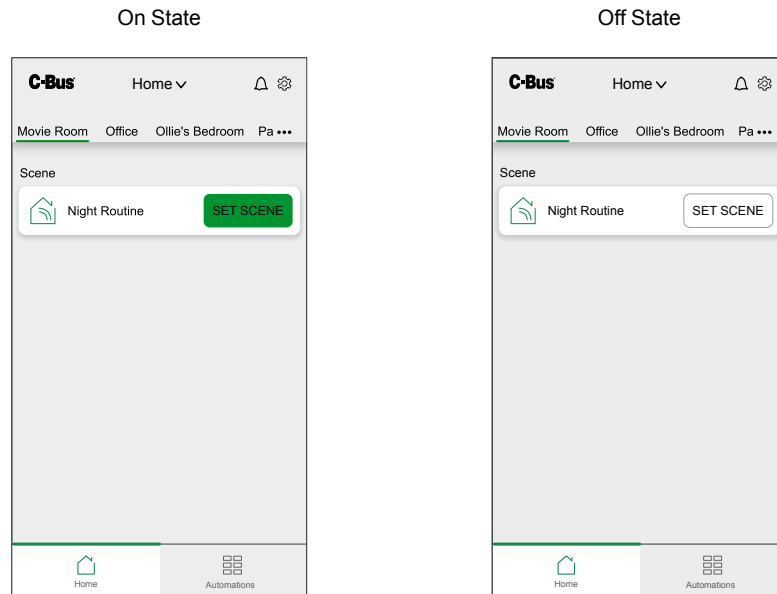 On State
C-Bus Home
Movie Room Office Ollie's Bedroom Pa •••
Scene
Night Routine SET SCENE
Home Automations
Off State
C-Bus Home
Movie Room Office Ollie's Bedroom Pa •••
Scene
Night Routine SET SCENE
Home Automations